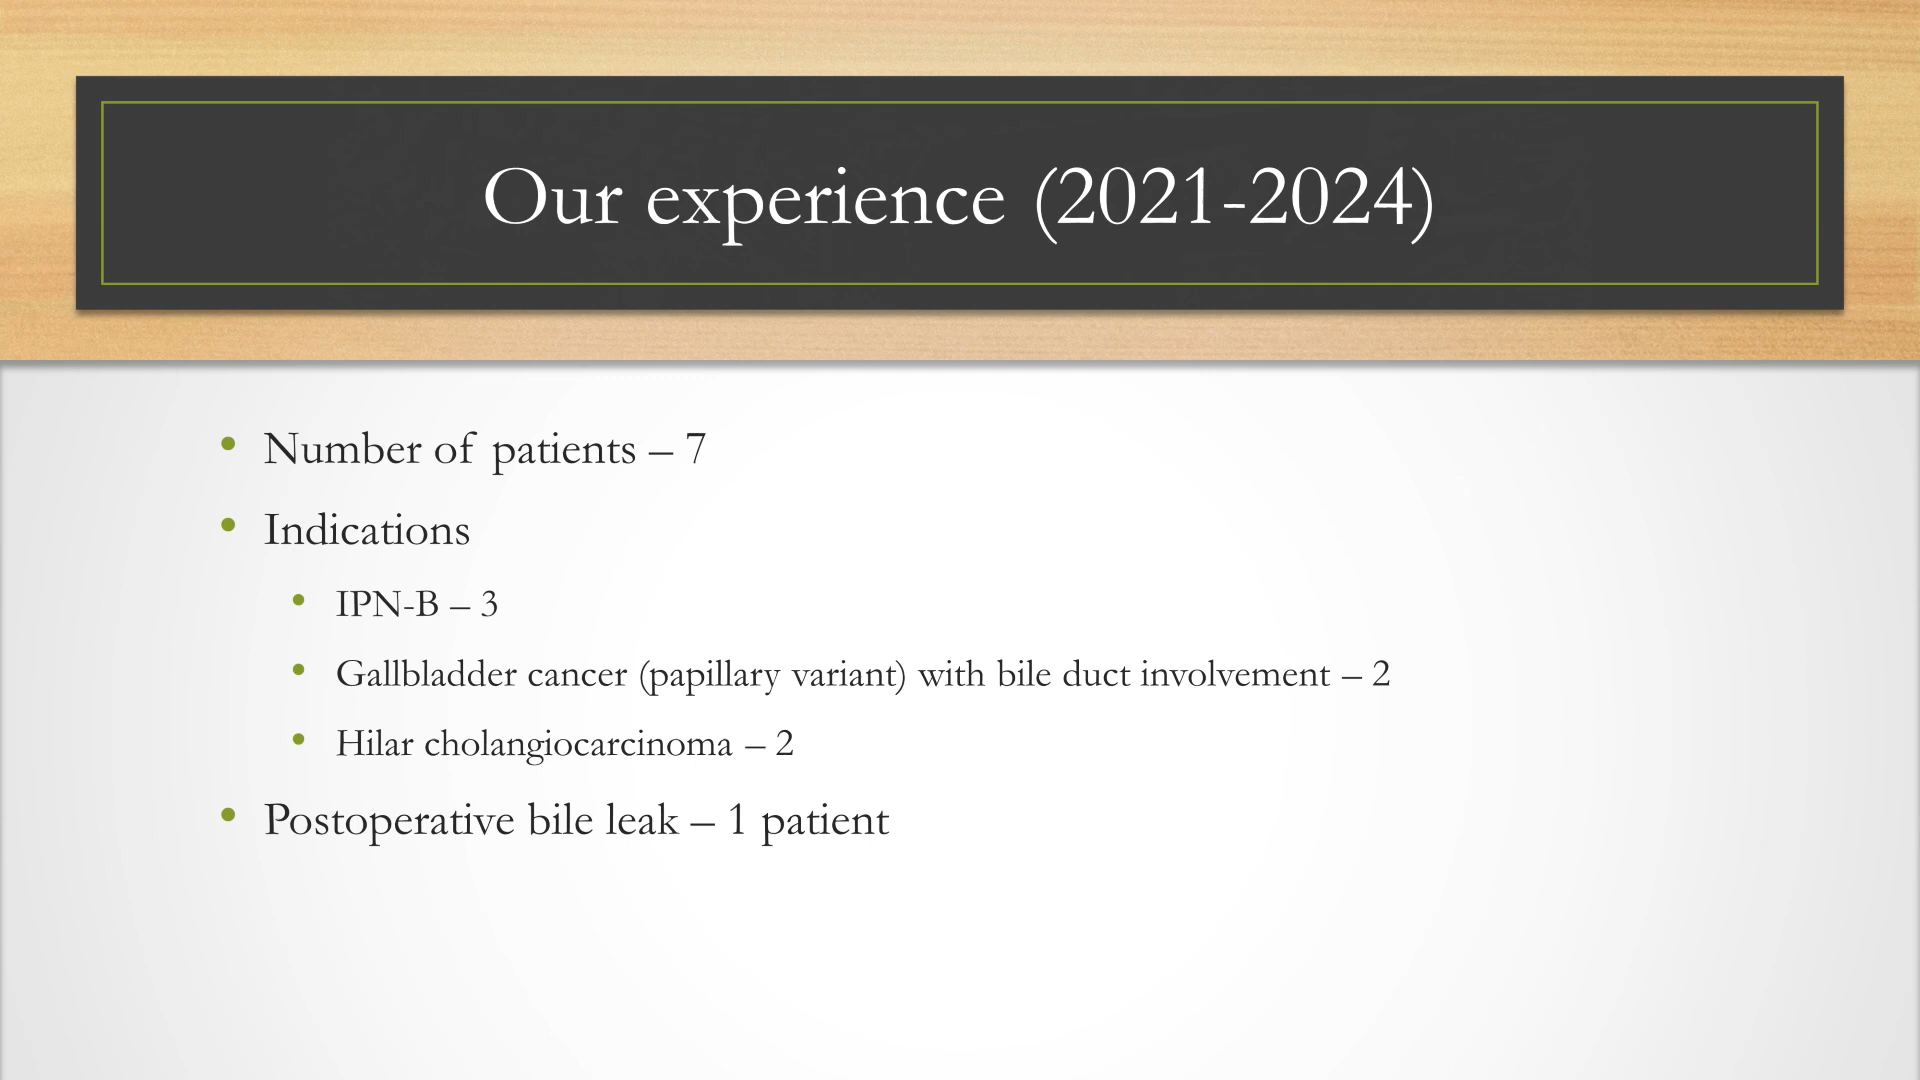 Our experience (2021-2024)
• Number of patients – 7
• Indications
• IPN-B – 3
• Gallbladder cancer (papillary variant) with bile duct involvement – 2
• Hilar cholangiocarcinoma – 2
• Postoperative bile leak – 1 patient